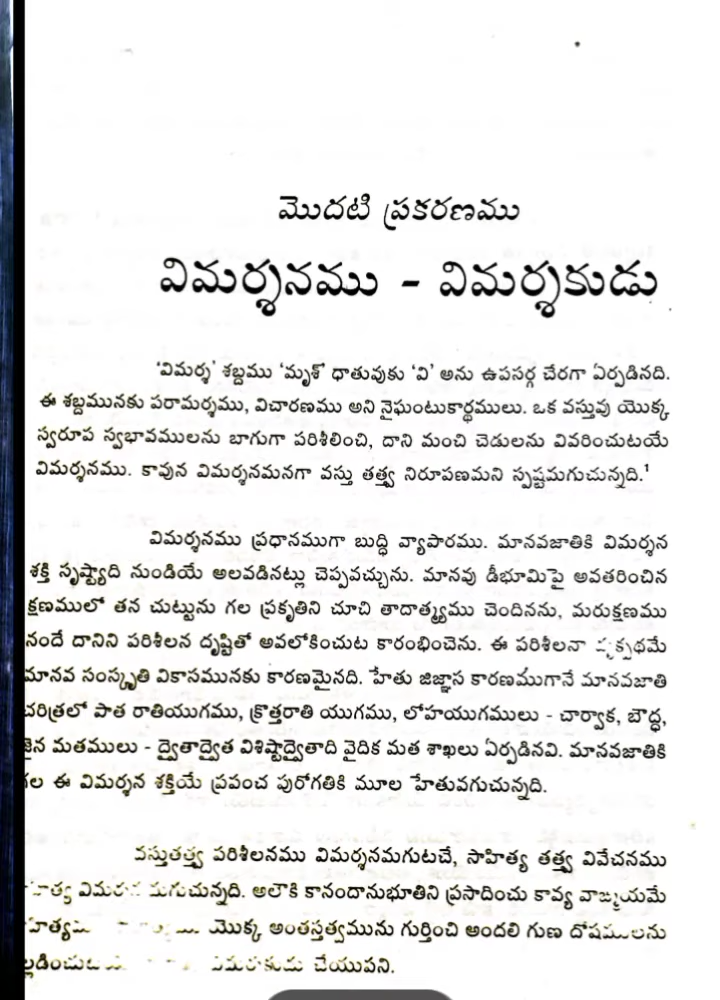 మొదటి ప్రకరణము
విమర్శనము - విమర్శకుడు
'విమర్శ' శబ్దము 'మృశ్' ధాతువుకు 'వి' అను ఉపసర్గ చేరగా ఏర్పడినది.
ఈ శబ్దమునకు పరామర్శము, విచారణము అని నైఘంటుకార్థములు. ఒక వస్తువు యొక్క
స్వరూప స్వభావములను బాగుగా పరిశీలించి, దాని మంచి చెడులను వివరించుటయే
విమర్శనము. కావున విమర్శనమనగా వస్తు తత్త్వ నిరూపణమని స్పష్టమగుచున్నది.¹
విమర్శనము ప్రధానముగా బుద్ధి వ్యాపారము. మానవజాతికి విమర్శన
శక్తి సృష్ట్యాది నుండియే అలవడినట్లు చెప్పవచ్చును. మానవు డీభూమిపై అవతరించిన
క్షణములో తన చుట్టును గల ప్రకృతిని చూచి తాదాత్మ్యము చెందినను, మరుక్షణము
నందే దానిని పరిశీలన దృష్టితో అవలోకించుట కారంభించెను. ఈ పరిశీలనా
మానవ సంస్కృతి వికాసమునకు కారణమైనది. హేతు జిజ్ఞాస కారణముగానే మానవజాతి
చరిత్రలో పాత రాతియుగము, క్రొత్తరాతి యుగము, లోహయుగములు - చార్వాక, బౌద్ధ,
జైన మతములు - ద్వైతాద్వైత విశిష్టాద్వైతాది వైదిక మత శాఖలు ఏర్పడినవి. మానవజాతికి
గల ఈ విమర్శన శక్తియే ప్రపంచ పురోగతికి మూల హేతువగుచున్నది.
వస్తుతత్త్వ పరిశీలనము విమర్శనమగుటచే, సాహిత్య తత్త్వ వివేచనము
అలౌకి కానందానుభూతిని ప్రసాదించు కావ్య వాఙ్మయమే
యొక్క అంతస్తత్వమును గుర్తించి అందలి గుణ దోషములను
చేయుపని.